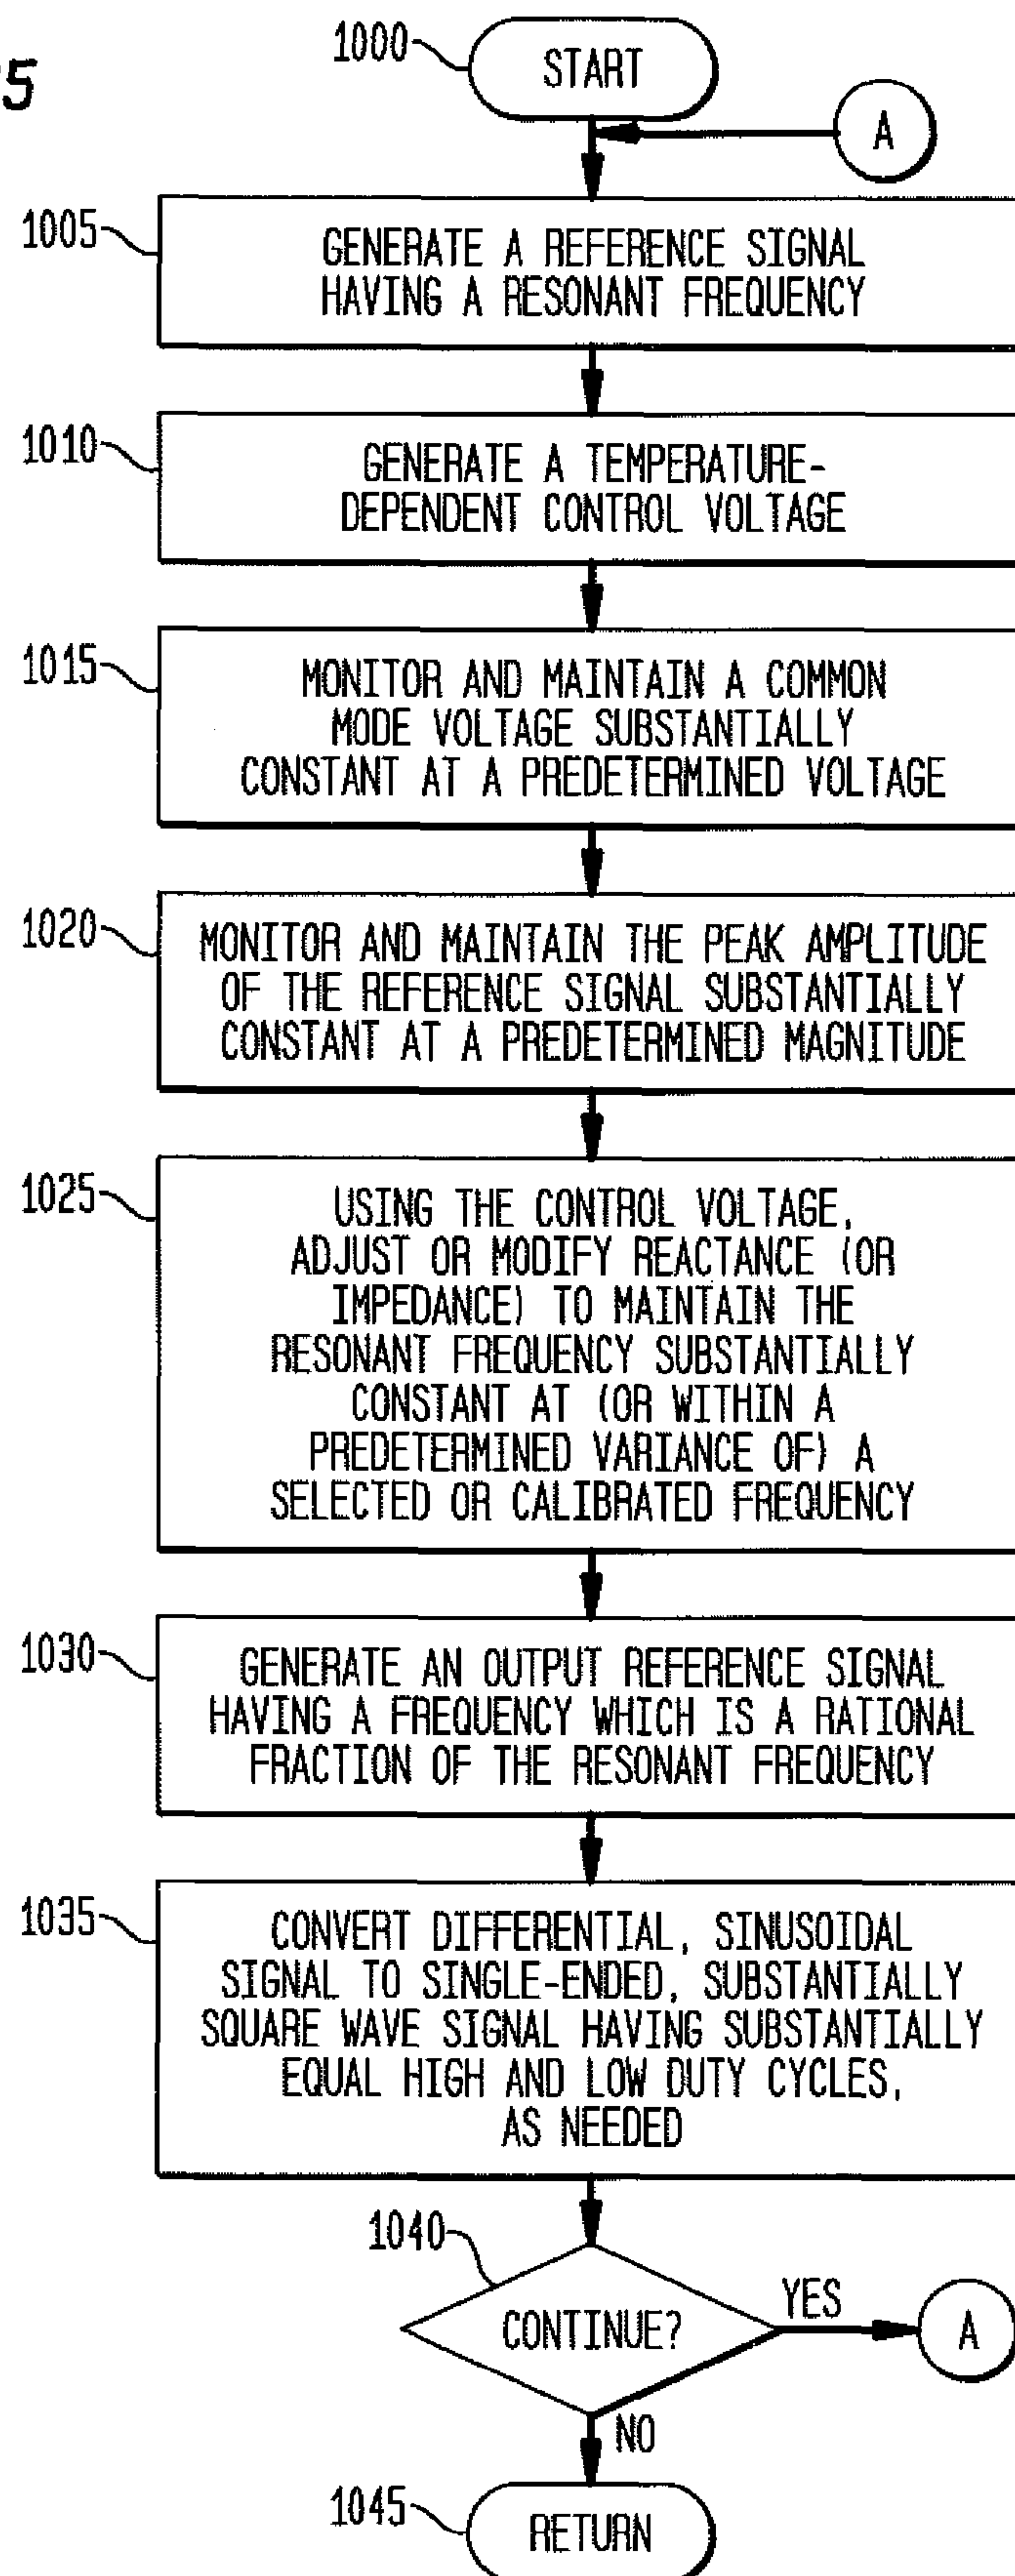 5
1000
START
A
1005
GENERATE A REFERENCE SIGNAL
HAVING A RESONANT FREQUENCY
1010
GENERATE A TEMPERATURE-
DEPENDENT CONTROL VOLTAGE
1015
MONITOR AND MAINTAIN A COMMON
MODE VOLTAGE SUBSTANTIALLY
CONSTANT AT A PREDETERMINED VOLTAGE
1020
MONITOR AND MAINTAIN THE PEAK AMPLITUDE
OF THE REFERENCE SIGNAL SUBSTANTIALLY
CONSTANT AT A PREDETERMINED MAGNITUDE
1025
USING THE CONTROL VOLTAGE,
ADJUST OR MODIFY REACTANCE (OR
IMPEDANCE) TO MAINTAIN THE
RESONANT FREQUENCY SUBSTANTIALLY
CONSTANT AT (OR WITHIN A
PREDETERMINED VARIANCE OF) A
SELECTED OR CALIBRATED FREQUENCY
1030
GENERATE AN OUTPUT REFERENCE SIGNAL
HAVING A FREQUENCY WHICH IS A RATIONAL
FRACTION OF THE RESONANT FREQUENCY
1035
CONVERT DIFFERENTIAL, SINUSOIDAL
SIGNAL TO SINGLE-ENDED, SUBSTANTIALLY
SQUARE WAVE SIGNAL HAVING SUBSTANTIALLY
EQUAL HIGH AND LOW DUTY CYCLES,
AS NEEDED
1040
CONTINUE?
YES
A
NO
1045
RETURN